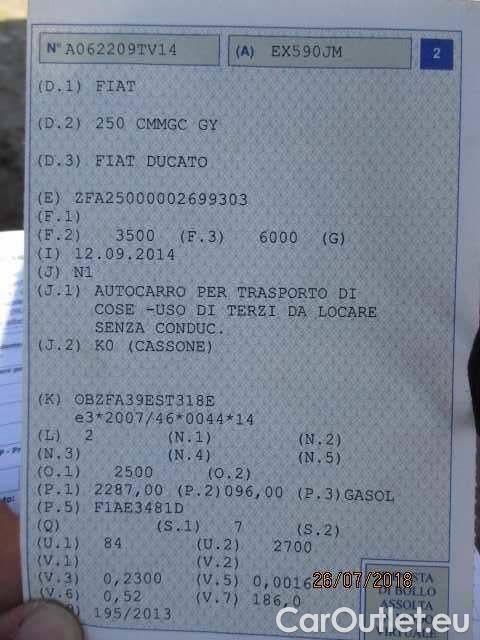 N° A062209TV14 (A) EX590JM 2
(D.1) FIAT
(D.2) 250 CMMGC GY
(D.3) FIAT DUCATO
(E) ZFA25000002699303
(F.1)
(F.2) 3500 (F.3) 6000 (G)
(I) 12.09.2014
(J) N1
(J.1) AUTOCARRO PER TRASPORTO DI
COSE -USO DI TERZI DA LOCARE
SENZA CONDUC.
(J.2) K0 (CASSONE)
(K) OBZFA39EST318E
e3*2007/46*0044*14
(L) 2 (N.1) (N.2)
(N.3) (N.4) (N.5)
(O.1) 2500 (O.2)
(P.1) 2287,00 (P.2) 096,00 (P.3) GASOL
(P.5) F1AE3481D
(Q) (S.1) 7 (S.2)
(U.1) 84 (U.2) 2700
(V.1) (V.2)
(V.3) 0,2300 (V.5) 0,0016
26/07/2018
(V.6) 0,52 (V.7) 186.0
195/2013
DI BOLLO
ASSOLTA
VIRTUALE
CarOutlet.eu